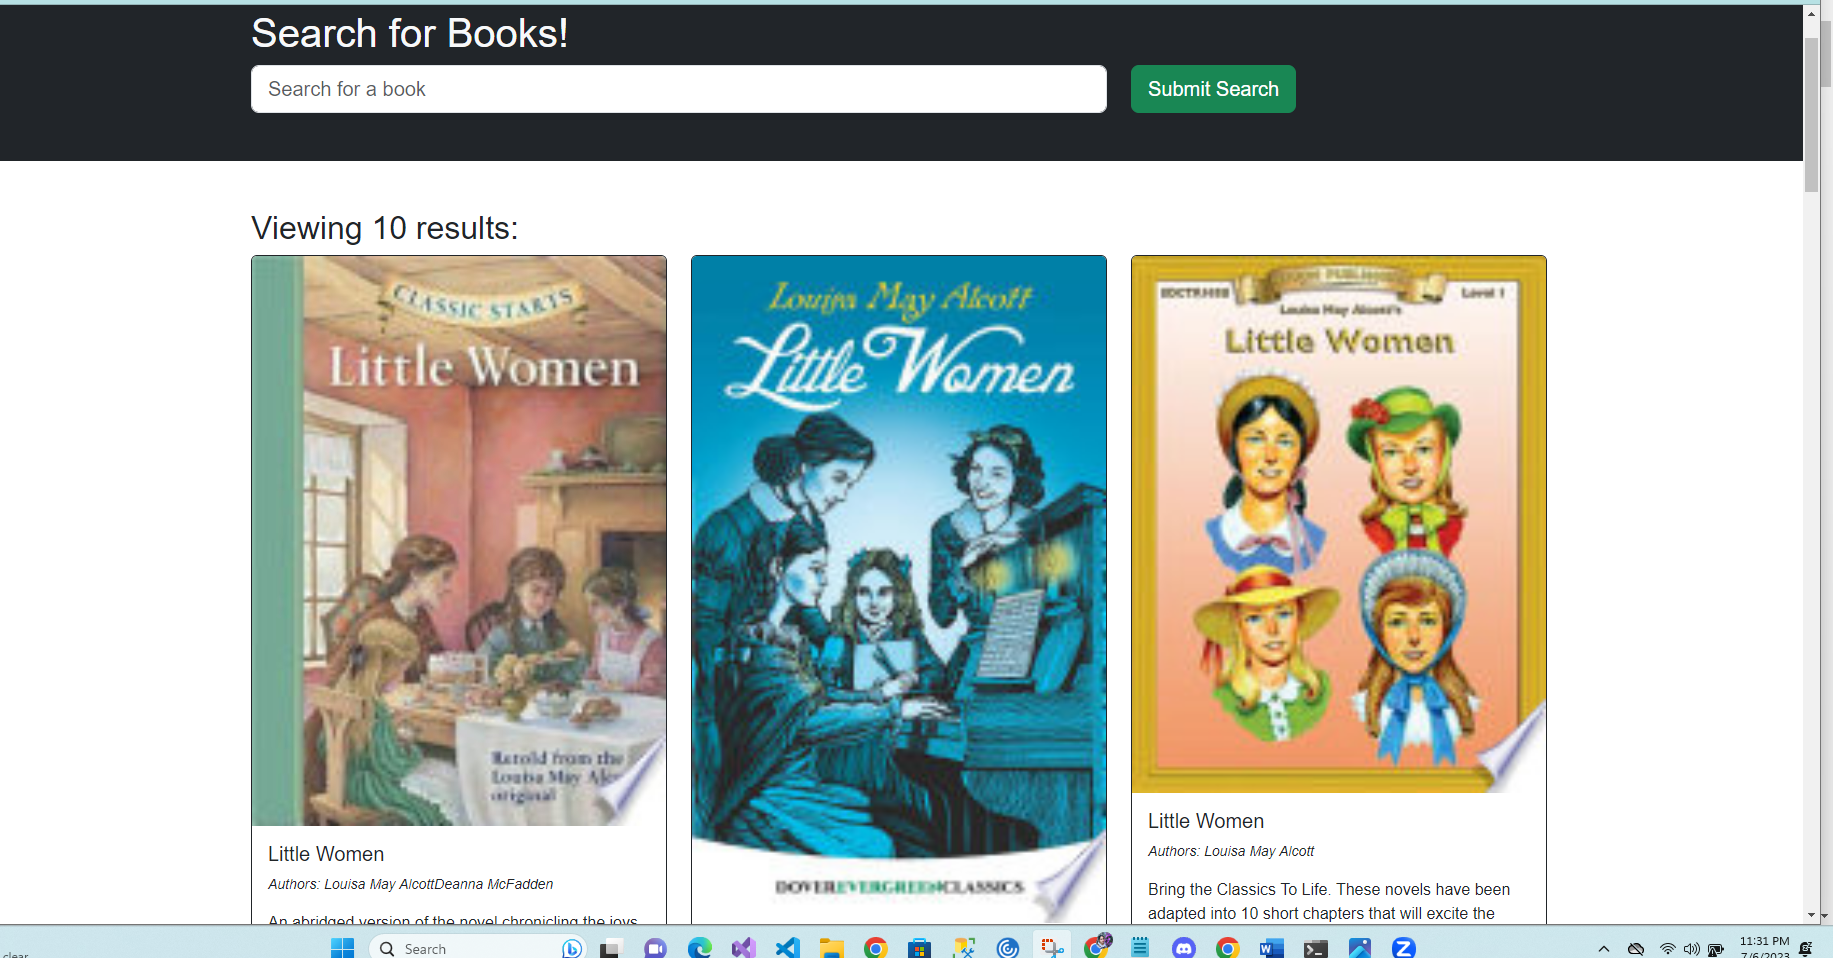 Search for Books!
Search for a book
Submit Search
Viewing 10 results:
CLASSIC STARTS
Little Women
Retold from the
Louisa May Alc
original
Little Women
Authors: Louisa May AlcottDeanna McFadden
An abridged version of the novel chronicling the joys
Louisa May Alcott
Little Women
DOVER EVERGREEN CLASSICS
EDCTR103B
Level 1
Louisa May Alcott's
Little Women
Little Women
Authors: Louisa May Alcott
Bring the Classics To Life. These novels have been
adapted into 10 short chapters that will excite the
clear
Search
11:31 PM
7/6/2023